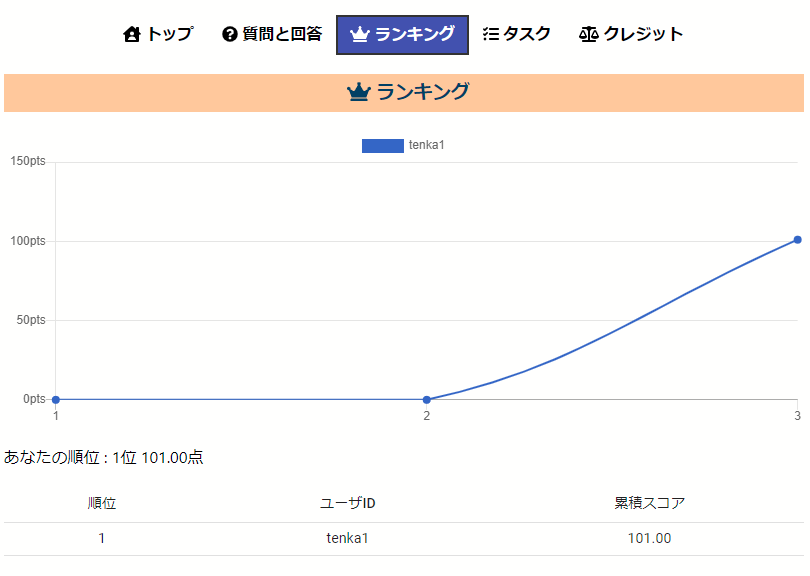 トップ 質問と回答 ランキング タスク クレジット
ランキング
tenka1
150pts
100pts
50pts
0pts
1 2 3
あなたの順位 : 1位 101.00点
順位 ユーザID 累積スコア
1 tenka1 101.00